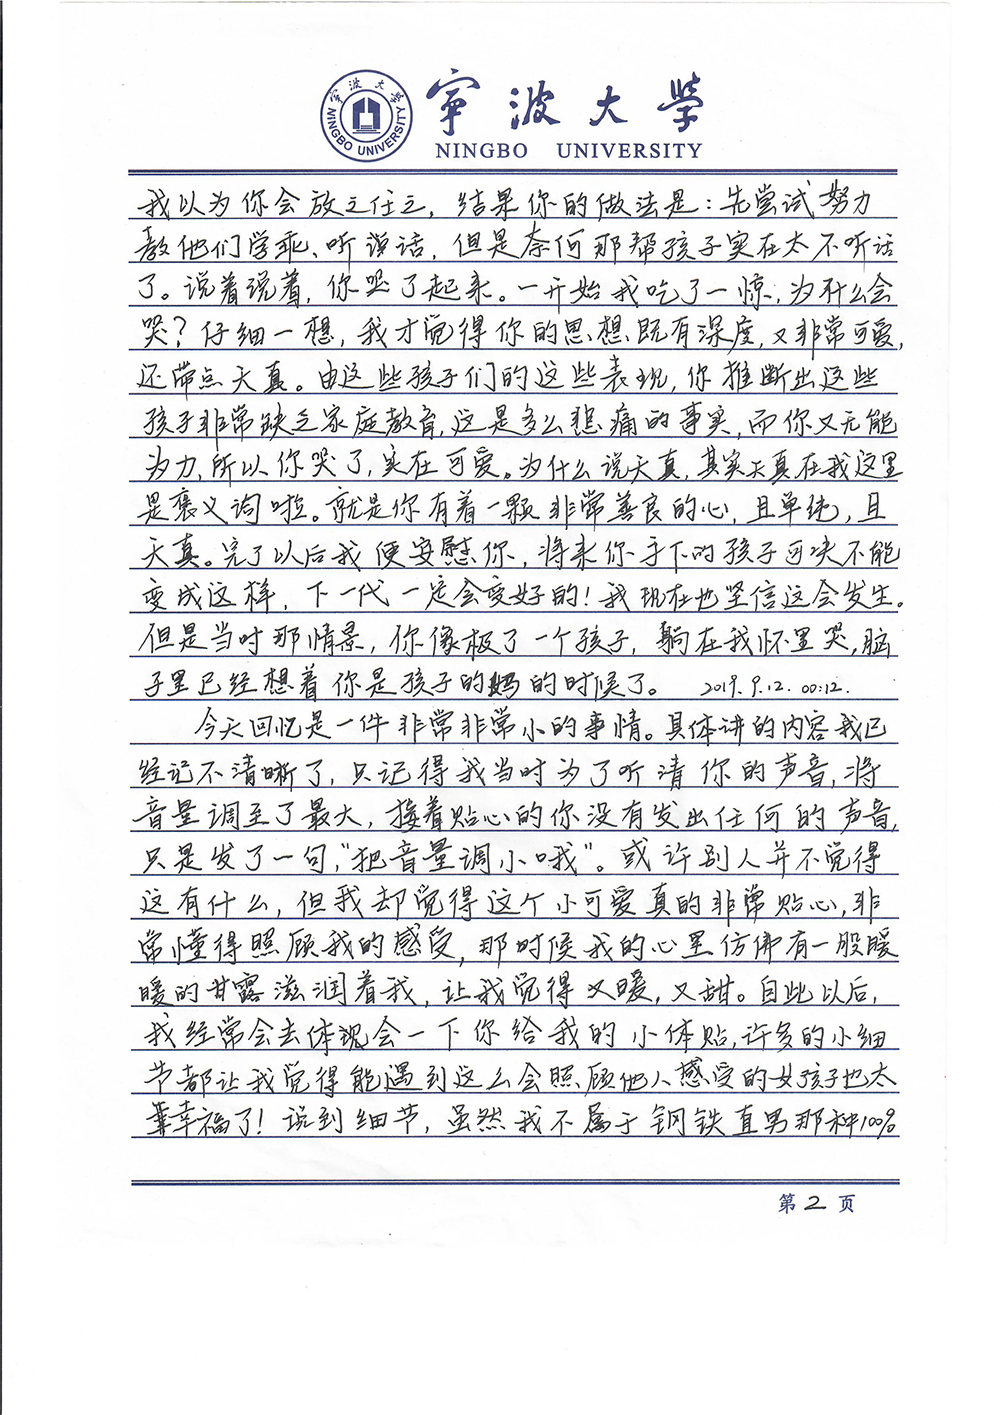 宁波大学
NINGBO UNIVERSITY
宁波大学
NINGBO UNIVERSITY
我以为你会放之任之，结果你的做法是：先尝试努力
教他们学乖、听说话，但是奈何那帮孩子实在太不听话
了。说着说着，你哭了起来。一开始我吃了一惊，为什么会
哭？仔细一想，我才觉得你的思想既有深度，又非常可爱，
还带点天真。由这些孩子们的这些表现，你推断出这些
孩子非常缺乏家庭教育，这是多么悲痛的事实，而你又无能
为力，所以你哭了，实在可爱。为什么说天真，其实天真在我这里
是褒义词啦。就是你有着一颗非常善良的心，且单纯，且
天真。完了以后我便安慰你，将来你手下的孩子可决不能
变成这样，下一代一定会变好的！我现在也坚信这会发生。
但是当时那情景，你像极了一个孩子，躺在我怀里哭，脑
子里已经想着你是孩子的妈的时候了。 2019.9.12. 00:12.
今天回忆是一件非常非常小的事情。具体讲的内容我已
经记不清晰了，只记得我当时为了听清你的声音，将
音量调至了最大，接着贴心的你没有发出任何的声音，
只是发了一句，“把音量调小哦”。或许别人并不觉得
这有什么，但我却觉得这个小可爱真的非常贴心，非
常懂得照顾我的感受，那时候我的心里仿佛有一股暖
暖的甘露滋润着我，让我觉得又暖，又甜。自此以后，
我经常会去体现会一下你给我的小体贴，许多的小细
节都让我觉得能遇到这么会照顾他人感受的女孩子也太
幸福了！说到细节，虽然我不属于钢铁直男那种100%
第2页